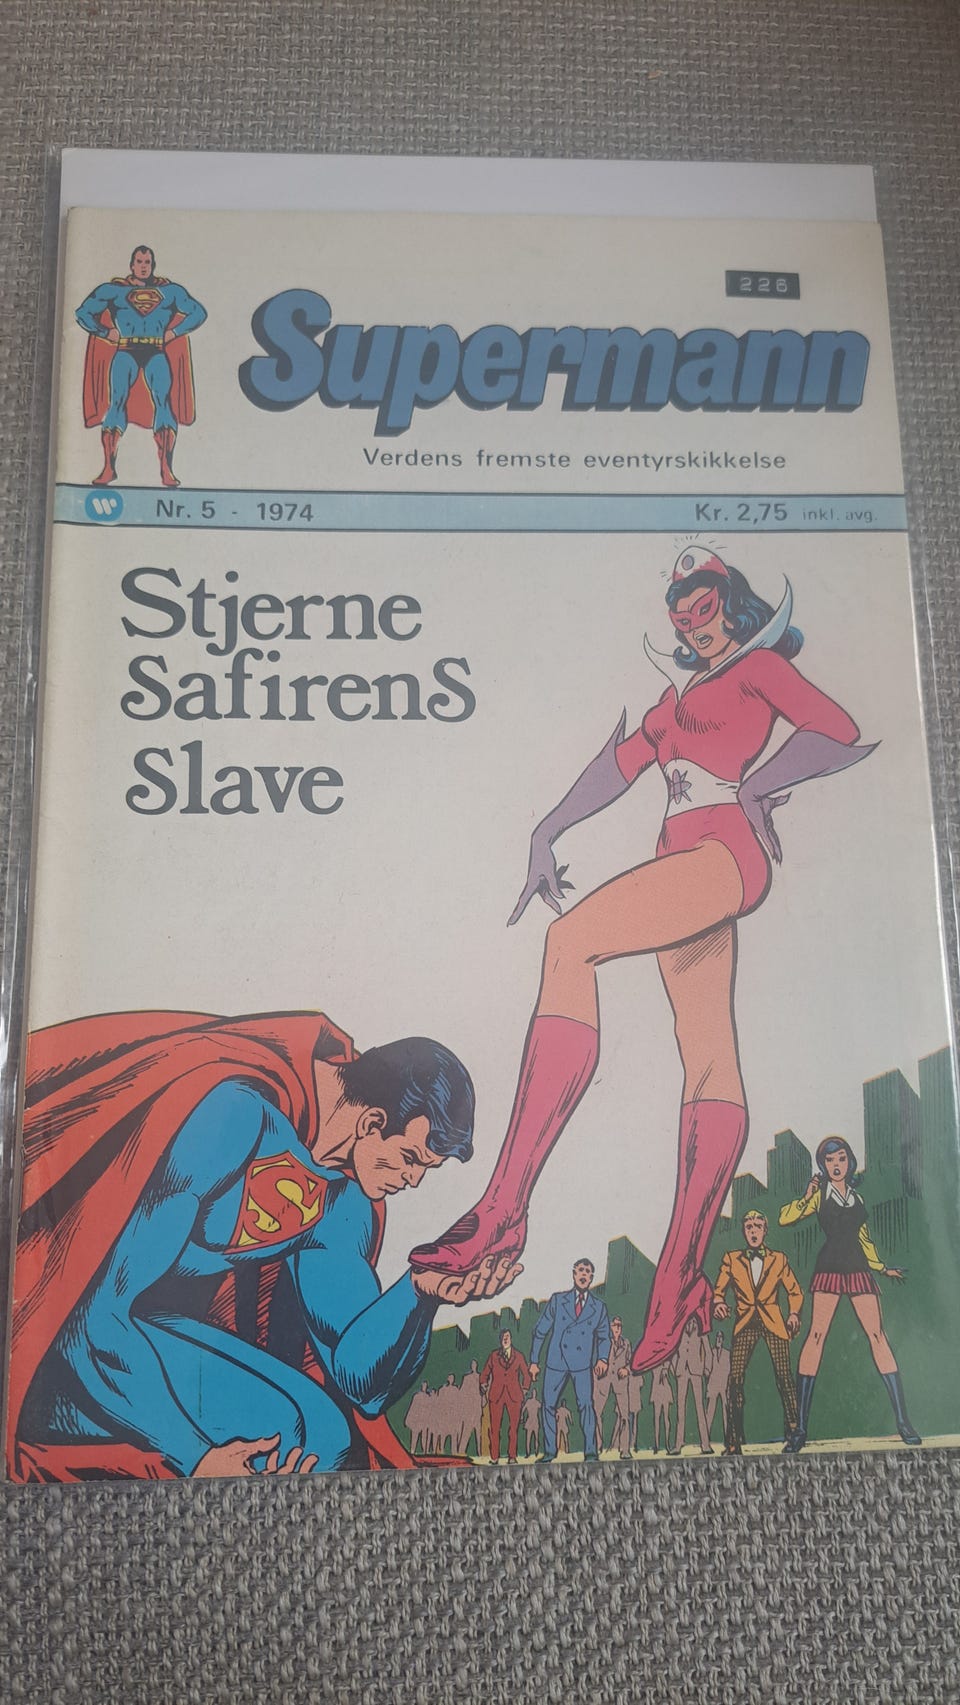 226
Supermann
Verdens fremste eventyrskikkelse
Nr. 5 - 1974
Kr. 2,75 inkl. avg.
Stjerne
SafirenS
Slave